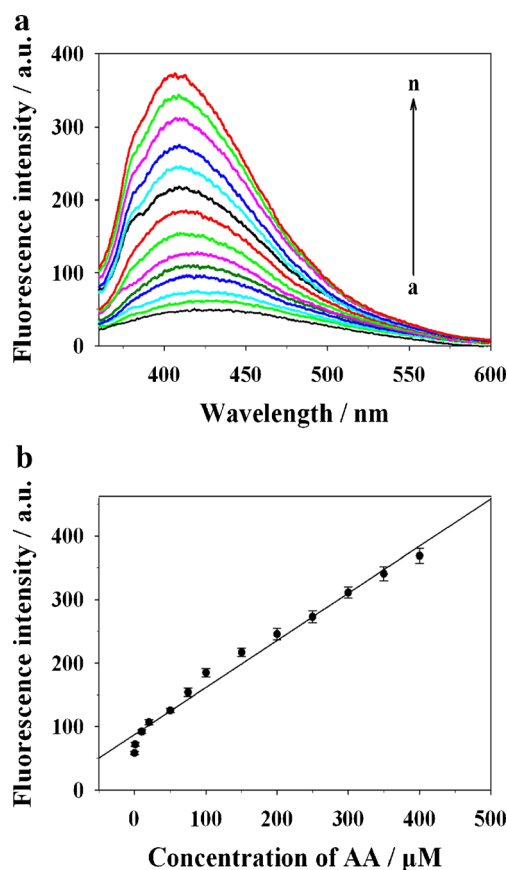 a
Fluorescence intensity / a.u.
400
300
200
100
0
n
a
400 450 500 550 600
Wavelength / nm
b
Fluorescence intensity / a.u.
400
300
200
100
0
0 100 200 300 400 500
Concentration of AA / µM